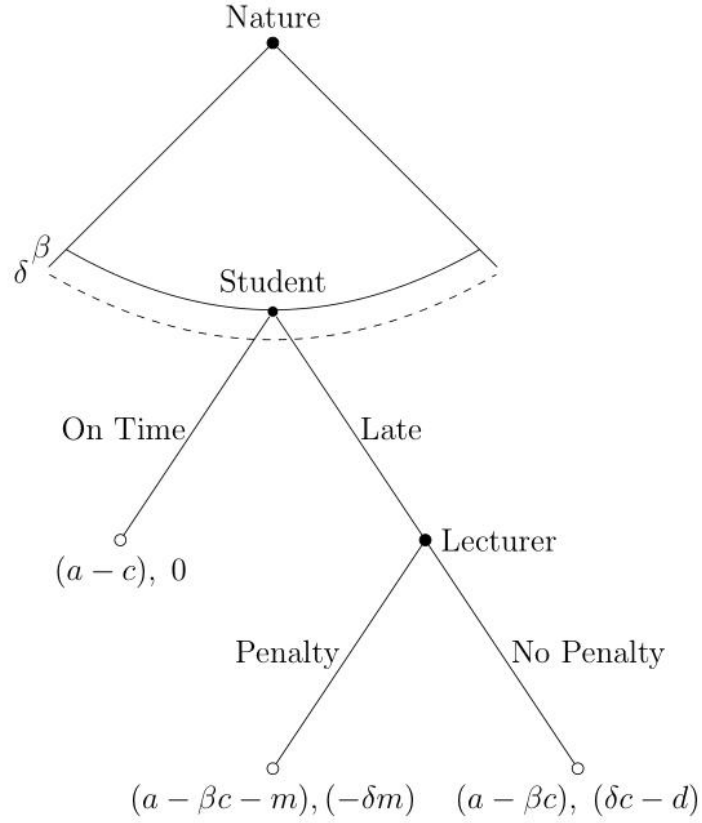 Nature
β
δ
Student
On Time
Late
Lecturer
(a − c), 0
Penalty
No Penalty
(a − βc − m), (−δm)
(a − βc), (δc − d)